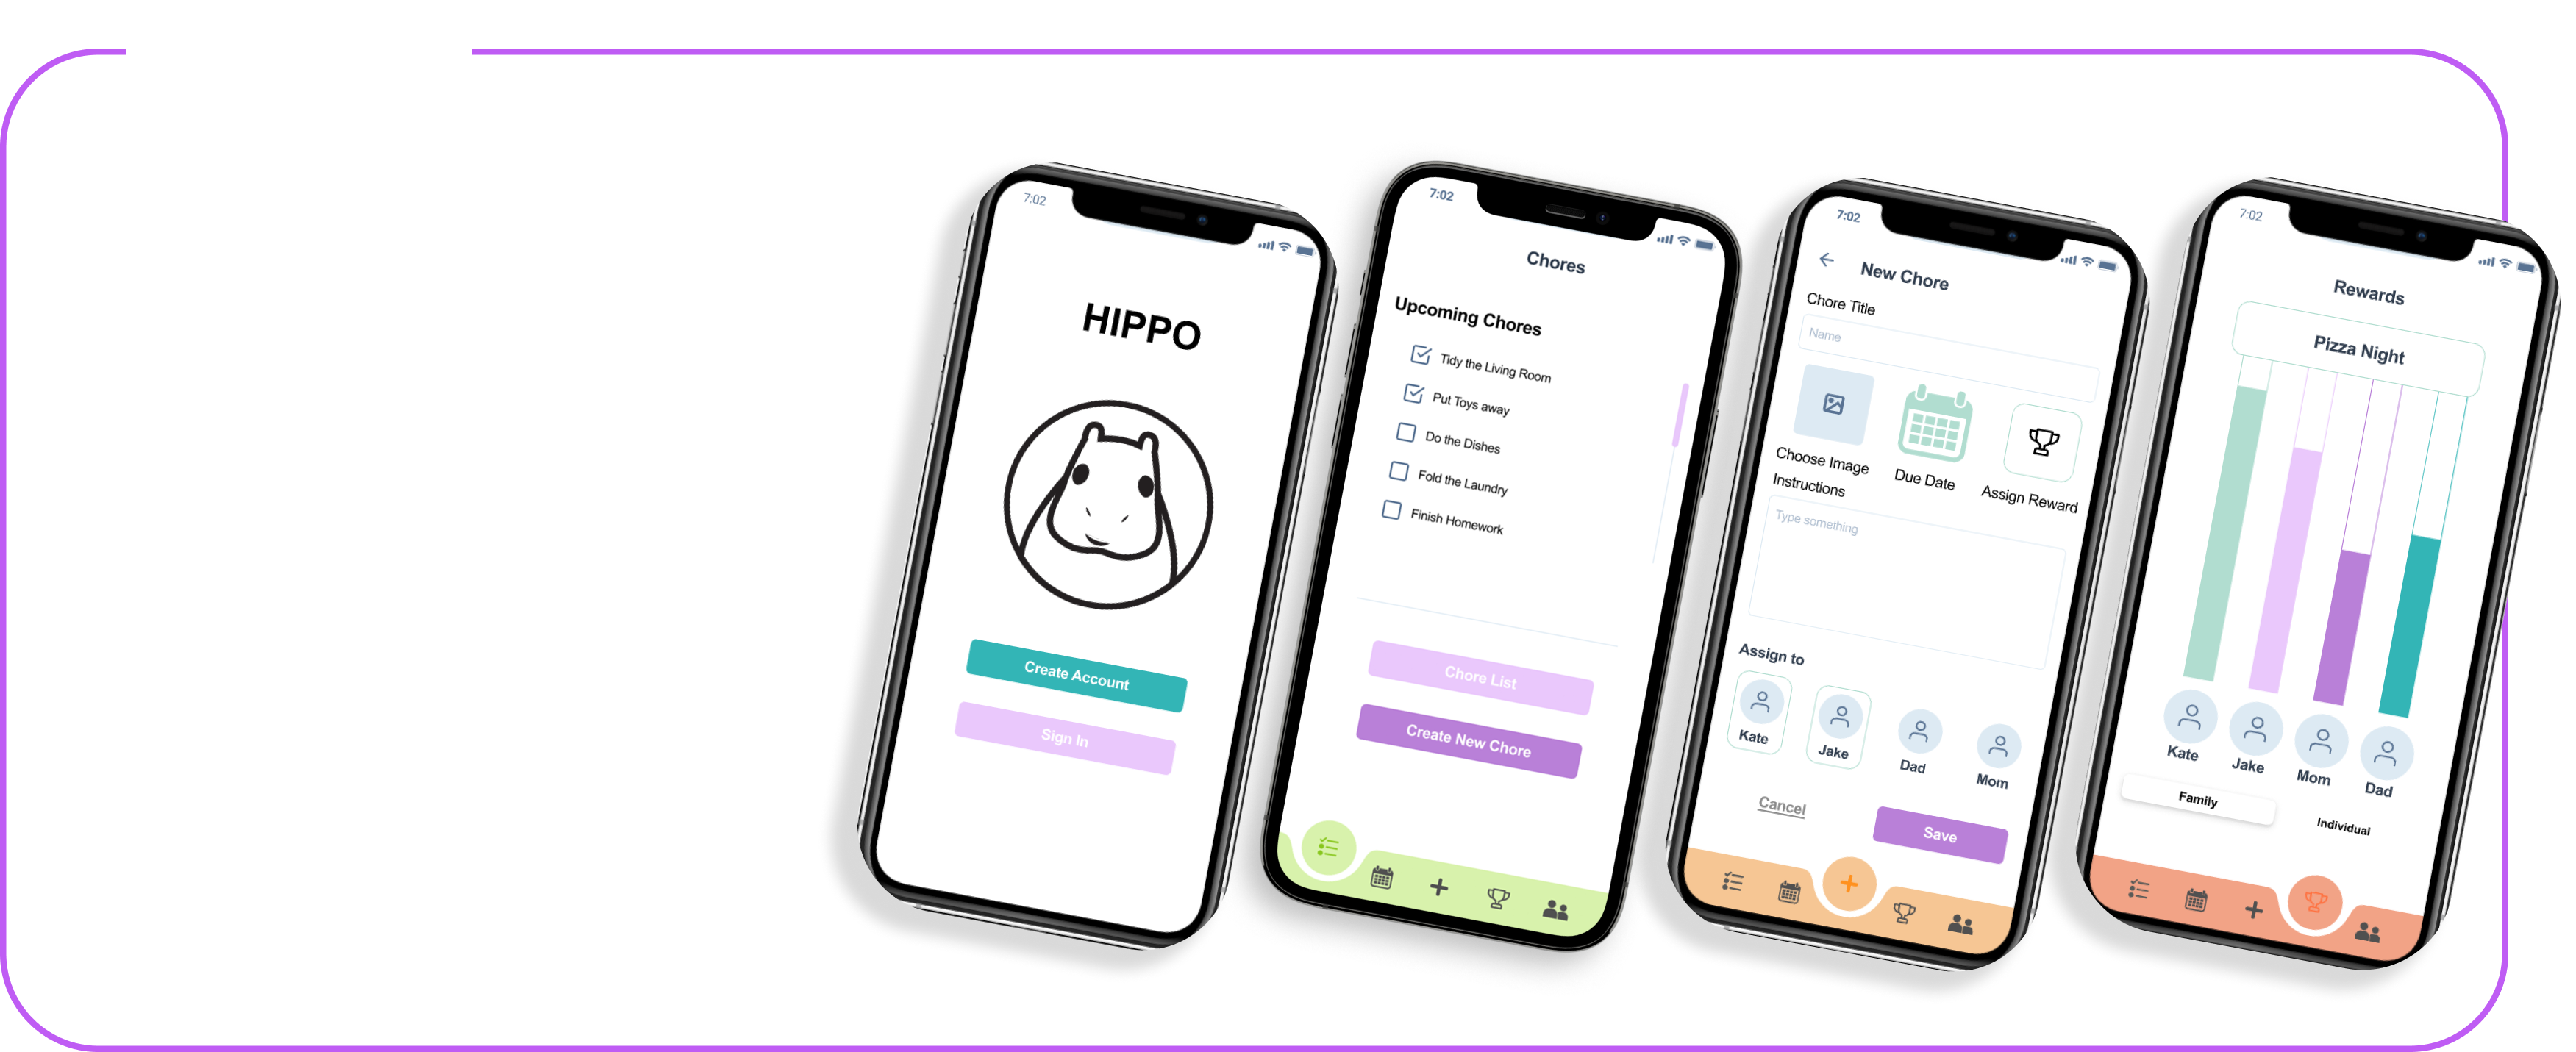 7:02
HIPPO
Create Account
Sign In
7:02
Chores
Upcoming Chores
Tidy the Living Room
Put Toys away
Do the Dishes
Fold the Laundry
Finish Homework
Chore List
Create New Chore
7:02
New Chore
Chore Title
Name
Choose Image
Due Date
Assign Reward
Instructions
Type something
Assign to
Kate
Jake
Dad
Mom
Cancel
Save
7:02
Rewards
Pizza Night
Kate
Jake
Mom
Dad
Family
Individual